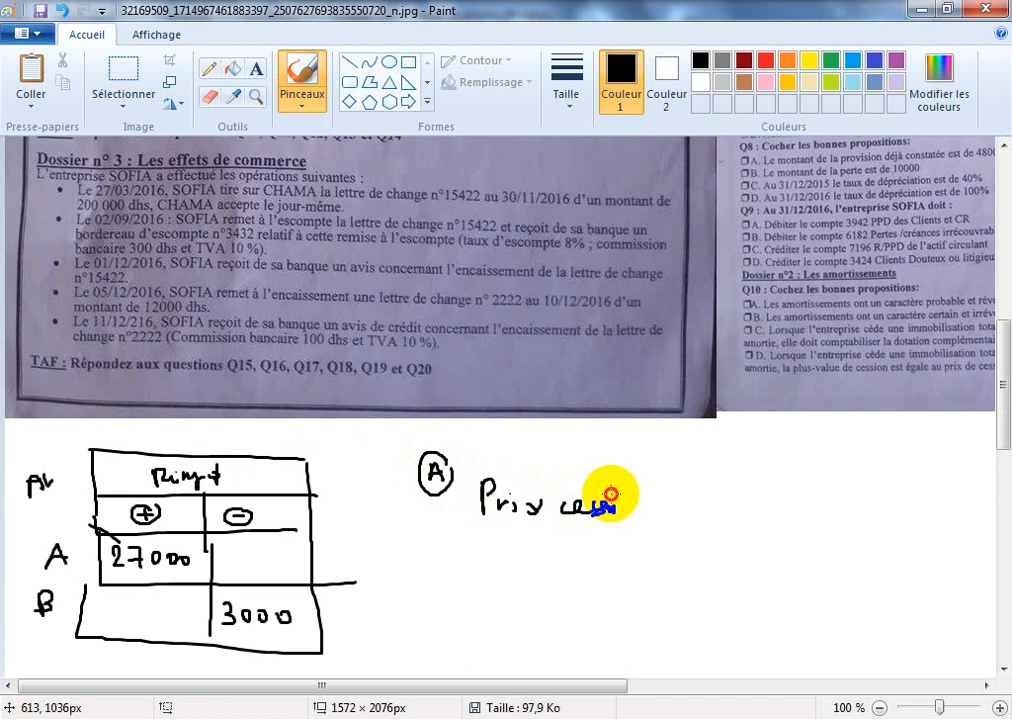 32169509_1714967461883397_2507627693835550720_n.jpg - Paint
Accueil
Affichage
Coller
Sélectionner
Pinceaux
Contour
Remplissage
Taille
Couleur 1
Couleur 2
Modifier les couleurs
Presse-papiers
Image
Outils
Formes
Couleurs
Dossier n° 3 : Les effets de commerce
L'entreprise SOFIA a effectué les opérations suivantes :
Le 27/03/2016, SOFIA tire sur CHAMA la lettre de change n°15422 au 30/11/2016 d'un montant de
200 000 dhs, CHAMA accepte le jour-même.
Le 02/09/2016 : SOFIA remet à l'escompte la lettre de change n°15422 et reçoit de sa banque un
bordereau d'escompte n°3432 relatif à cette remise à l'escompte (taux d'escompte 8% ; commission
bancaire 300 dhs et TVA 10 %).
Le 01/12/2016, SOFIA reçoit de sa banque un avis concernant l'encaissement de la lettre de change
n°15422.
Le 05/12/2016, SOFIA remet à l'encaissement une lettre de change n° 2222 au 10/12/2016 d'un
montant de 12000 dhs.
Le 11/12/216, SOFIA reçoit de sa banque un avis de crédit concernant l'encaissement de la lettre de
change n°2222 (Commission bancaire 100 dhs et TVA 10 %).
TAF : Répondez aux questions Q15, Q16, Q17, Q18, Q19 et Q20
Q8 : Cocher les bonnes propositions:
A. Le montant de la provision déjà constatée est de 4800
B. Le montant de la perte est de 10000
C. Au 31/12/2015 le taux de dépréciation est de 40%
D. Au 31/12/2016 le taux de dépréciation est de 100%
Q9 : Au 31/12/2016, l'entreprise SOFIA doit :
A. Débiter le compte 3942 PPD des Clients et CR
B. Débiter le compte 6182 Pertes /créances irrécouvrab
C. Créditer le compte 7196 R/PPD de l'actif circulant
D. Créditer le compte 3424 Clients Douteux ou litigieu
Dossier n°2 : Les amortissements
Q10 : Cochez les bonnes propositions:
A. Les amortissements ont un caractère probable et réve
B. Les amortissements ont un caractère certain et irrév
C. Lorsque l'entreprise cède une immobilisation tota
amortie, elle doit comptabiliser la dotation complémentai
D. Lorsque l'entreprise cède une immobilisation tota
amortie, la plus-value de cession est égale au prix de cess
+
-
A 27000
B 3000
A
Prix
613, 1036px
1572 × 2076px
Taille : 97,9 Ko
100 %